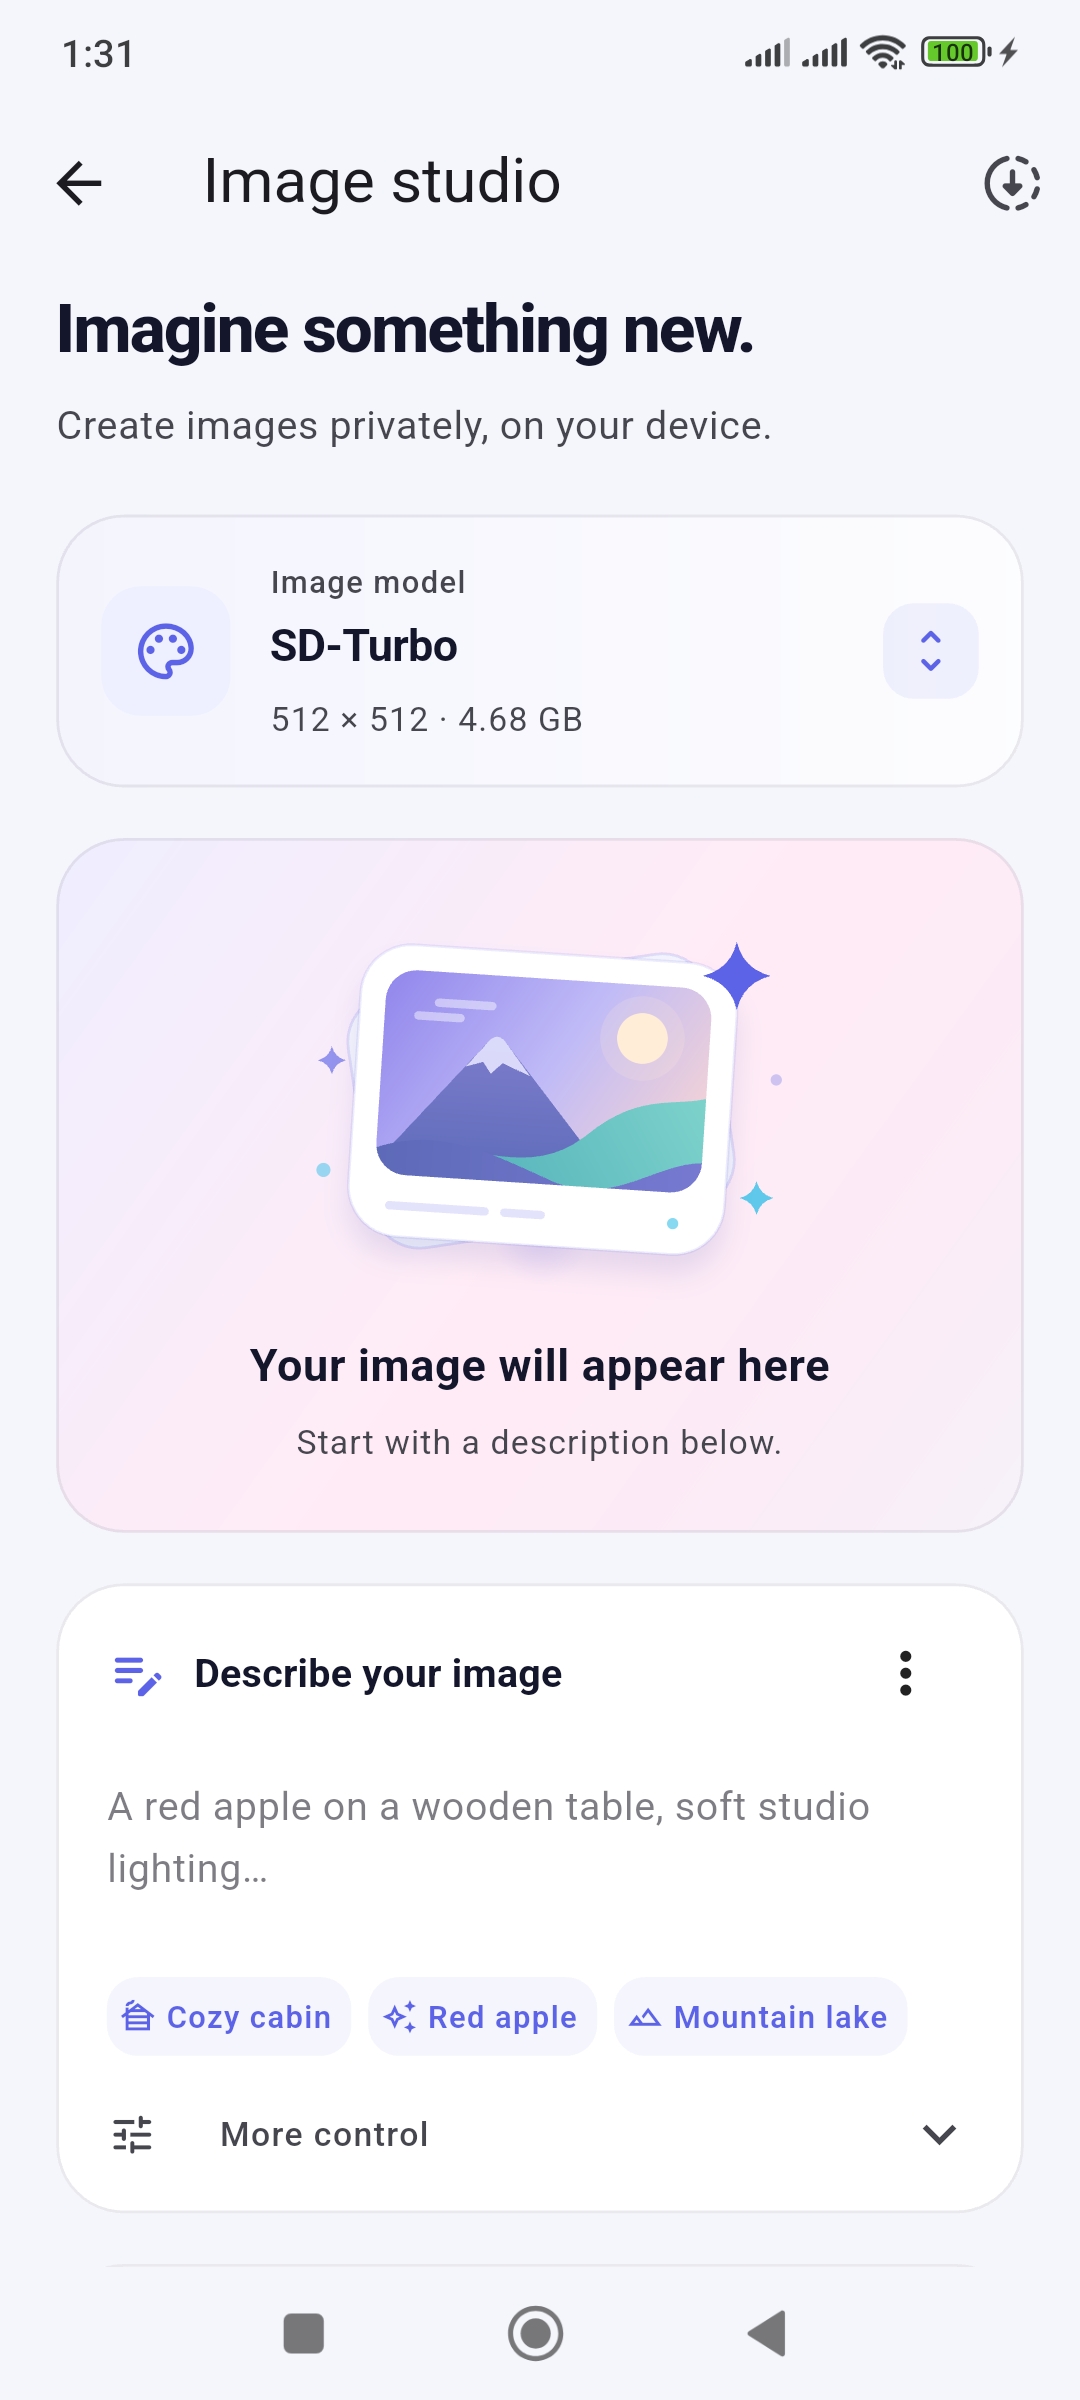 1:31
100
Image studio
Imagine something new.
Create images privately, on your device.
Image model
SD-Turbo
512 × 512 · 4.68 GB
Your image will appear here
Start with a description below.
Describe your image
A red apple on a wooden table, soft studio
lighting…
Cozy cabin
Red apple
Mountain lake
More control